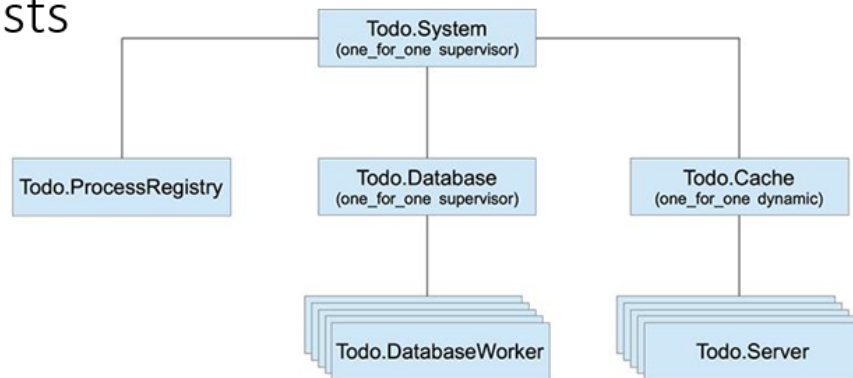 sts
Todo.System
(one_for_one supervisor)
Todo.ProcessRegistry
Todo.Database
(one_for_one supervisor)
Todo.Cache
(one_for_one dynamic)
Todo.DatabaseWorker
Todo.Server